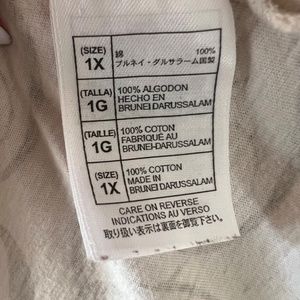 (SIZE)
1X
綿 100%
ブルネイ・ダルサラーム国製
(TALLA)
1G
100% ALGODON
HECHO EN
BRUNEI DARUSSALAM
(TAILLE)
1G
100% COTON
FABRIQUÉ AU
BRUNEI DARUSSALAM
(SIZE)
1X
100% COTTON
MADE IN
BRUNEI DARUSSALAM
CARE ON REVERSE
INDICATIONS AU VERSO
取り扱い表示は裏面を御覧下さい。